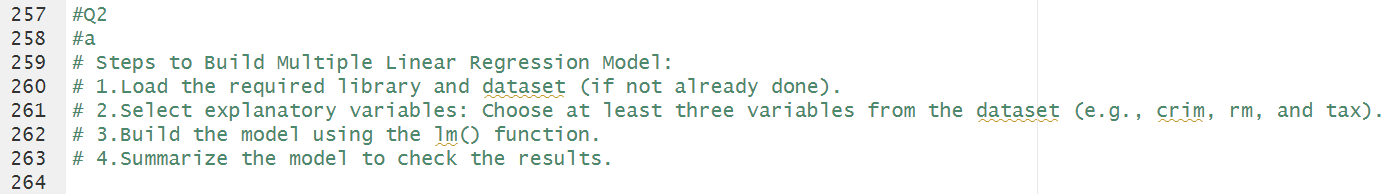 257 #Q2
258 #a
259 # Steps to Build Multiple Linear Regression Model:
260 # 1.Load the required library and dataset (if not already done).
261 # 2.Select explanatory variables: Choose at least three variables from the dataset (e.g., crim, rm, and tax).
262 # 3.Build the model using the lm() function.
263 # 4.Summarize the model to check the results.
264